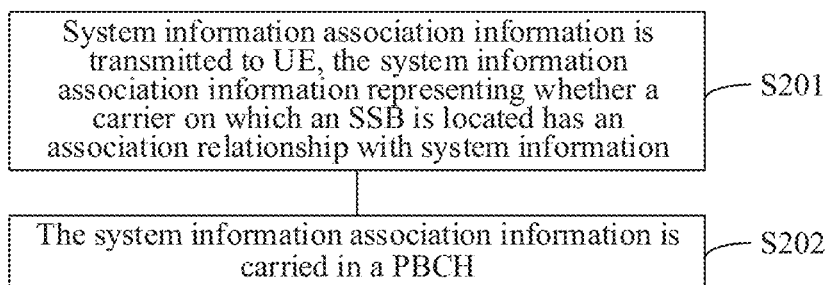 System information association information is
transmitted to UE, the system information
association information representing whether a
carrier on which an SSB is located has an
association relationship with system information
S201
The system information association information is
carried in a PBCH
S202